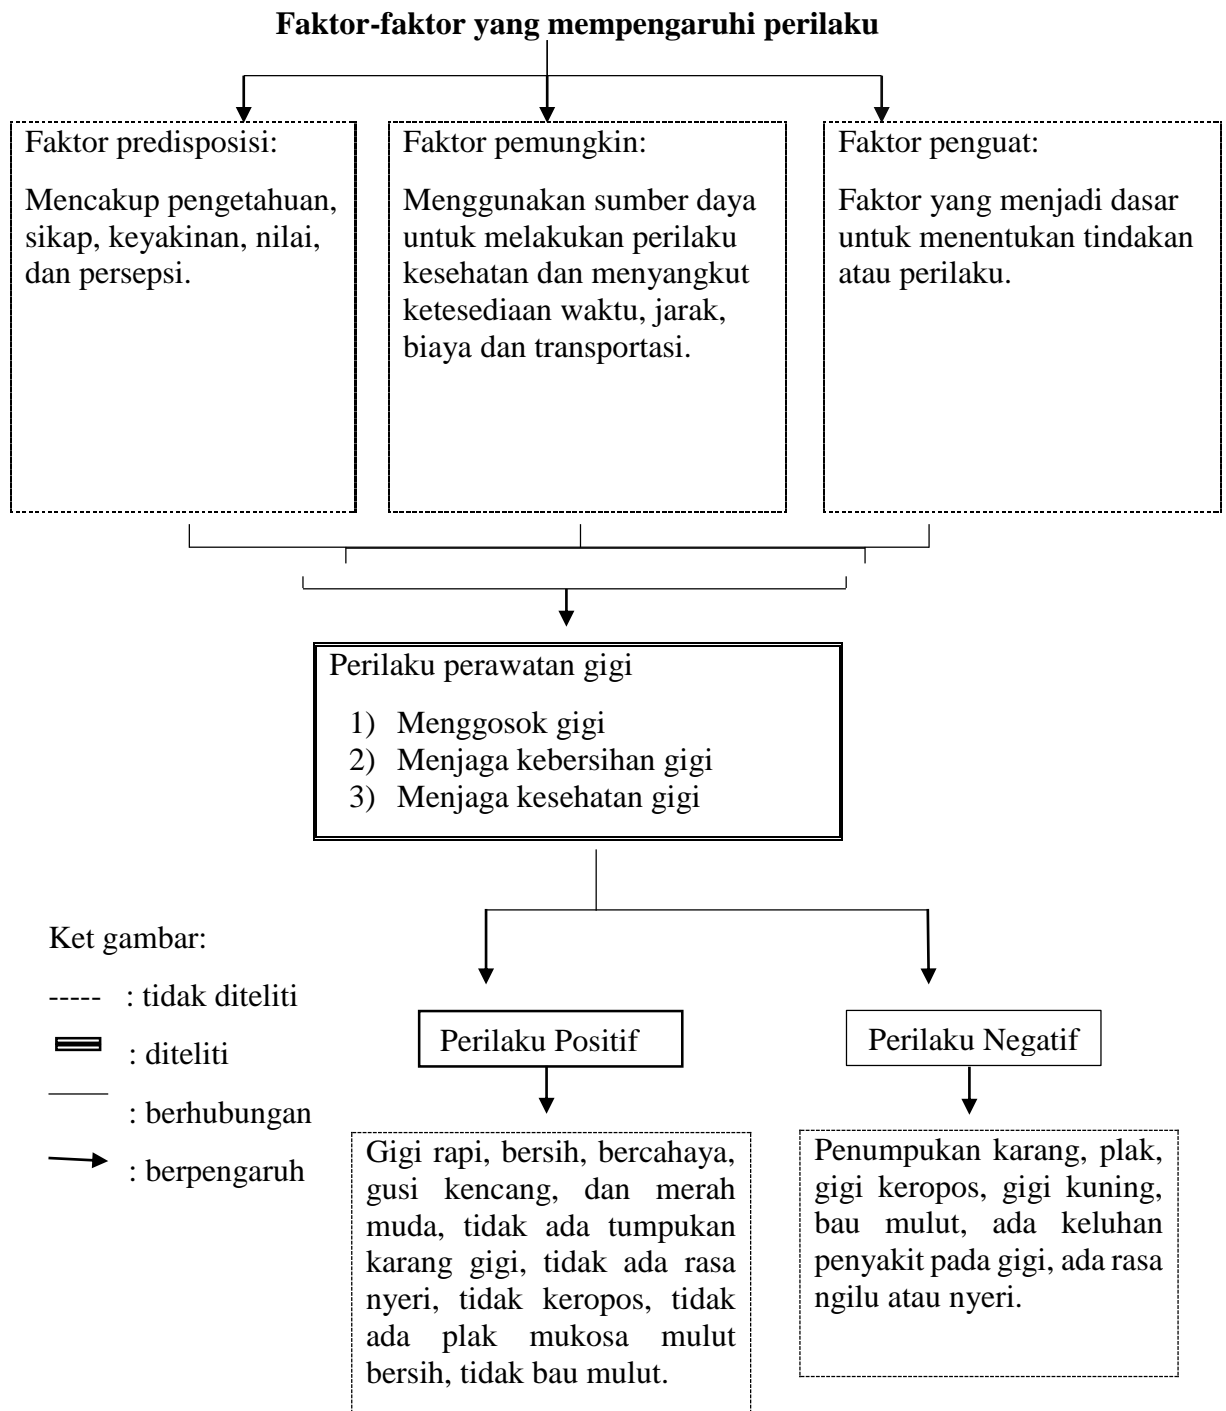 Faktor-faktor yang mempengaruhi perilaku
Faktor predisposisi:
Mencakup pengetahuan,
sikap, keyakinan, nilai,
dan persepsi.
Faktor pemungkin:
Menggunakan sumber daya
untuk melakukan perilaku
kesehatan dan menyangkut
ketesediaan waktu, jarak,
biaya dan transportasi.
Faktor penguat:
Faktor yang menjadi dasar
untuk menentukan tindakan
atau perilaku.
Perilaku perawatan gigi
1) Menggosok gigi
2) Menjaga kebersihan gigi
3) Menjaga kesehatan gigi
Ket gambar:
----- : tidak diteliti
: diteliti
: berhubungan
: berpengaruh
Perilaku Positif
Perilaku Negatif
Gigi rapi, bersih, bercahaya,
gusi kencang, dan merah
muda, tidak ada tumpukan
karang gigi, tidak ada rasa
nyeri, tidak keropos, tidak
ada plak mukosa mulut
bersih, tidak bau mulut.
Penumpukan karang, plak,
gigi keropos, gigi kuning,
bau mulut, ada keluhan
penyakit pada gigi, ada rasa
ngilu atau nyeri.